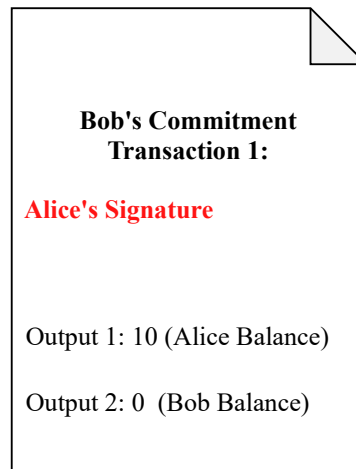 Bob's Commitment
Transaction 1:
Alice's Signature
Output 1: 10 (Alice Balance)
Output 2: 0 (Bob Balance)